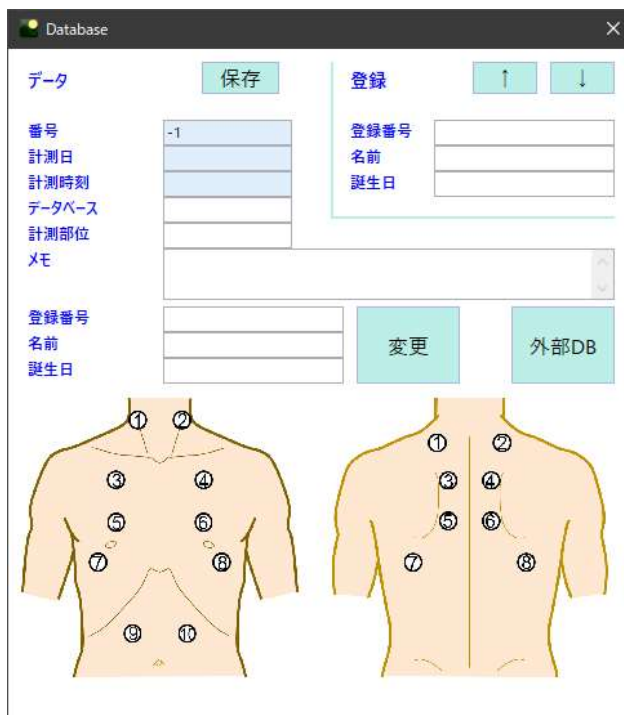 Database
データ
保存
登録
↑
↓
番号
-1
計測日
計測時刻
データベース
計測部位
メモ
登録番号
名前
誕生日
登録番号
名前
誕生日
変更
外部DB
① ②
③ ④
⑤ ⑥
⑦ ⑧
⑨ ⑩
① ②
③ ④
⑤ ⑥
⑦ ⑧